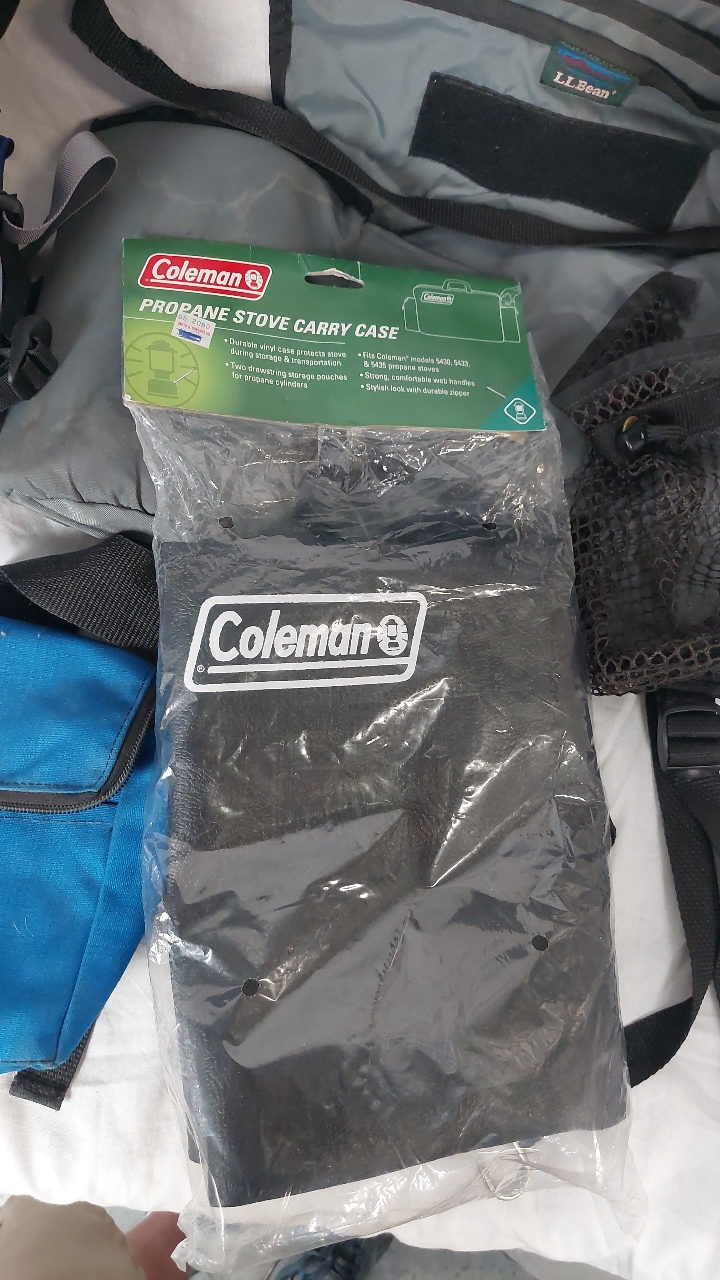 L.L.Bean
Coleman
PROPANE STOVE CARRY CASE
Coleman
• Durable vinyl case protects stove
during storage & transportation
• Two drawstring storage pouches
for propane cylinders
• Fits Coleman® models 5430, 5433,
& 5435 propane stoves
• Strong, comfortable web handles
• Stylish look with durable zipper
Coleman
®